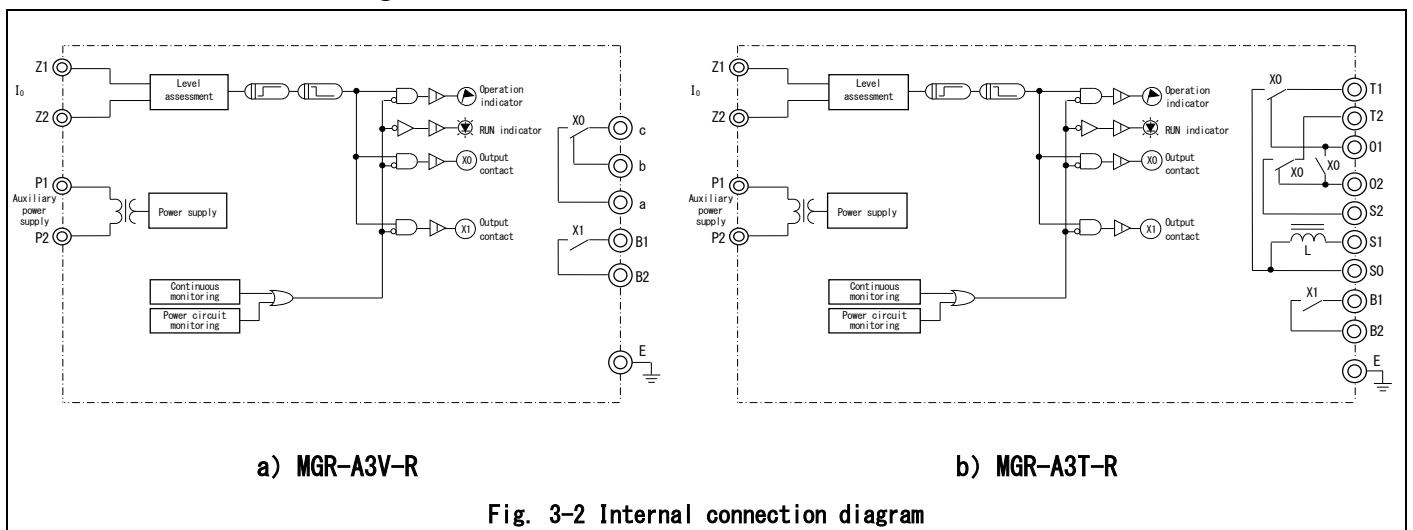 Z1
I₀
Z2
P1
Auxiliary
power
supply
P2
Level
assessment
Power supply
Continuous
monitoring
Power circuit
monitoring
Operation
indicator
RUN indicator
X0
Output
contact
X1
Output
contact
X0
c
b
a
X1
B1
B2
E
a) MGR-A3V-R
Z1
I₀
Z2
P1
Auxiliary
power
supply
P2
Level
assessment
Power supply
Continuous
monitoring
Power circuit
monitoring
Operation
indicator
RUN indicator
X0
Output
contact
X1
Output
contact
X0
T1
T2
O1
X0
X0
O2
S2
S1
L
S0
X1
B1
B2
E
b) MGR-A3T-R
Fig. 3-2 Internal connection diagram